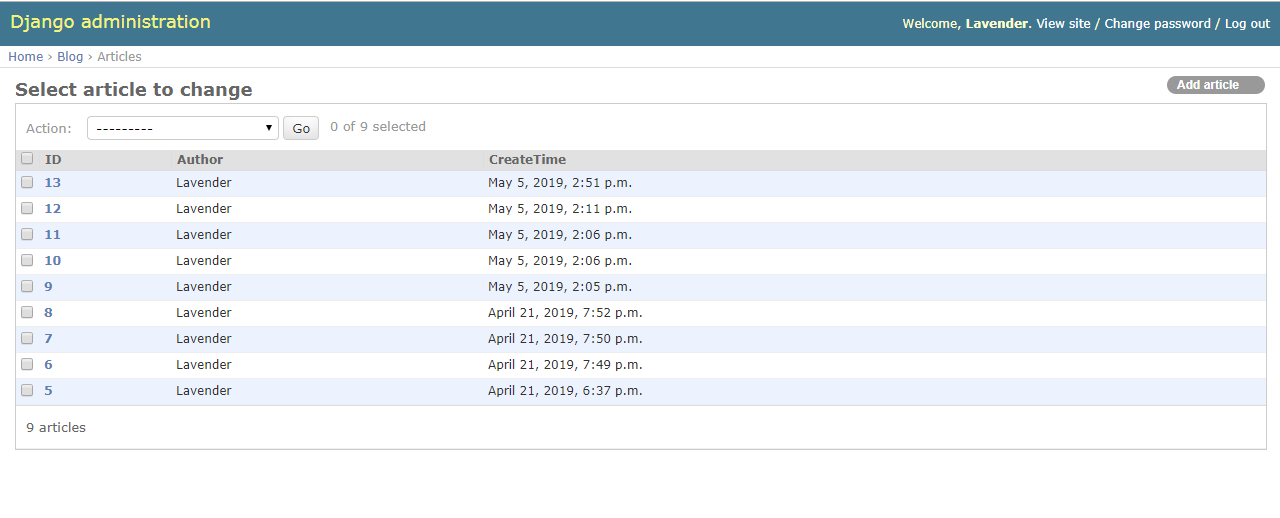 Django administration
Welcome, Lavender. View site / Change password / Log out
Home › Blog › Articles
Select article to change
Add article
Action: --------- Go 0 of 9 selected
ID Author CreateTime
13 Lavender May 5, 2019, 2:51 p.m.
12 Lavender May 5, 2019, 2:11 p.m.
11 Lavender May 5, 2019, 2:06 p.m.
10 Lavender May 5, 2019, 2:06 p.m.
9 Lavender May 5, 2019, 2:05 p.m.
8 Lavender April 21, 2019, 7:52 p.m.
7 Lavender April 21, 2019, 7:50 p.m.
6 Lavender April 21, 2019, 7:49 p.m.
5 Lavender April 21, 2019, 6:37 p.m.
9 articles